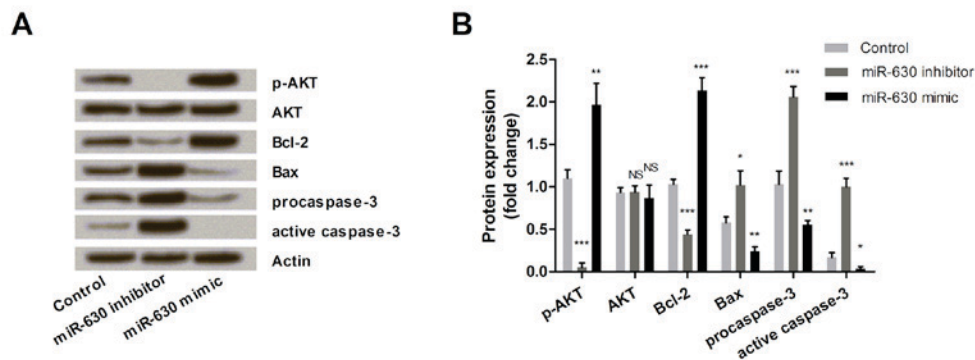 A
p-AKT
AKT
Bcl-2
Bax
procaspase-3
active caspase-3
Actin
Control
miR-630 inhibitor
miR-630 mimic
B
Control
miR-630 inhibitor
miR-630 mimic
Protein expression
(fold change)
2.5
2.0
1.5
1.0
0.5
0.0
***
**
NS
NS
***
***
*
**
***
**
***
*
p-AKT
AKT
Bcl-2
Bax
procaspase-3
active caspase-3